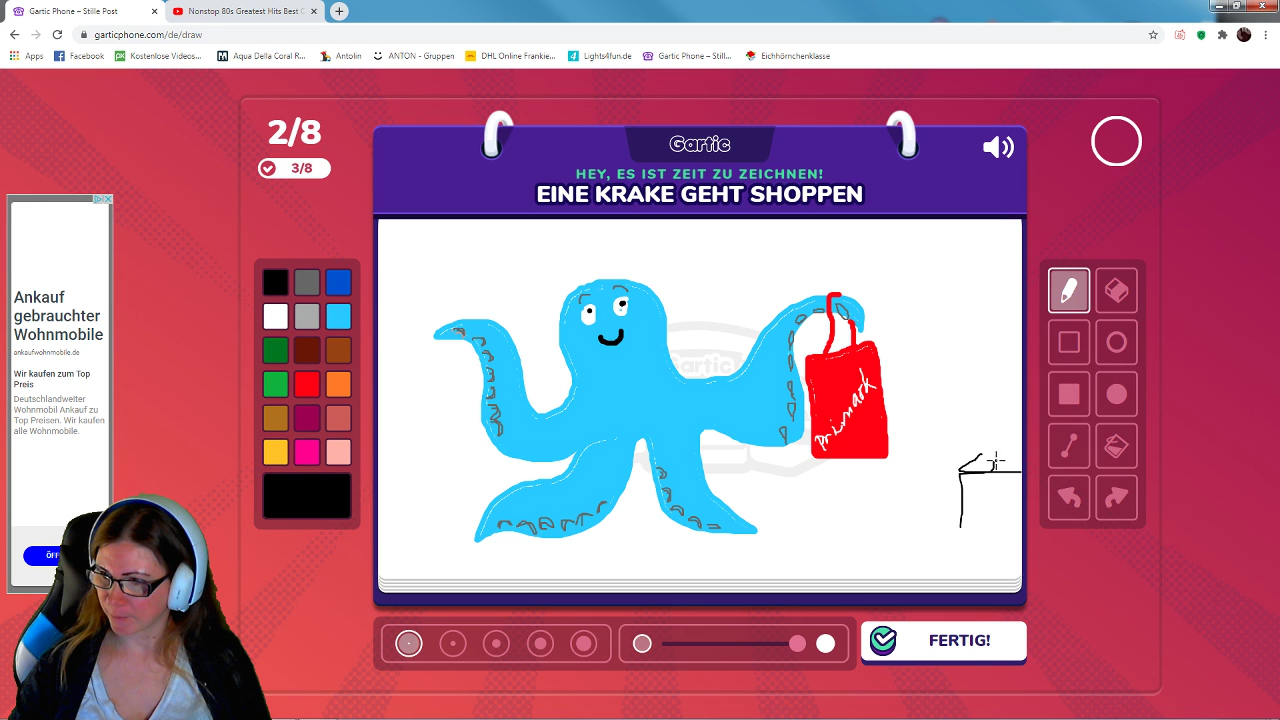 Gartic Phone – Stille Post
Nonstop 80s Greatest Hits Best C
garticphone.com/de/draw
Apps
Facebook
Kostenlose Videos...
Aqua Della Coral R...
Antolin
ANTON - Gruppen
DHL Online Frankie...
Lights4fun.de
Gartic Phone – Still...
Eichhörnchenklasse
2/8
3/8
Gartic
HEY, ES IST ZEIT ZU ZEICHNEN!
EINE KRAKE GEHT SHOPPEN
Gartic
primark
Ankauf
gebrauchter
Wohnmobile
ankaufwohnmobile.de
Wir kaufen zum Top
Preis
Deutschlandweiter
Wohnmobil Ankauf zu
Top Preisen. Wir kaufen
alle Wohnmobile.
FERTIG!